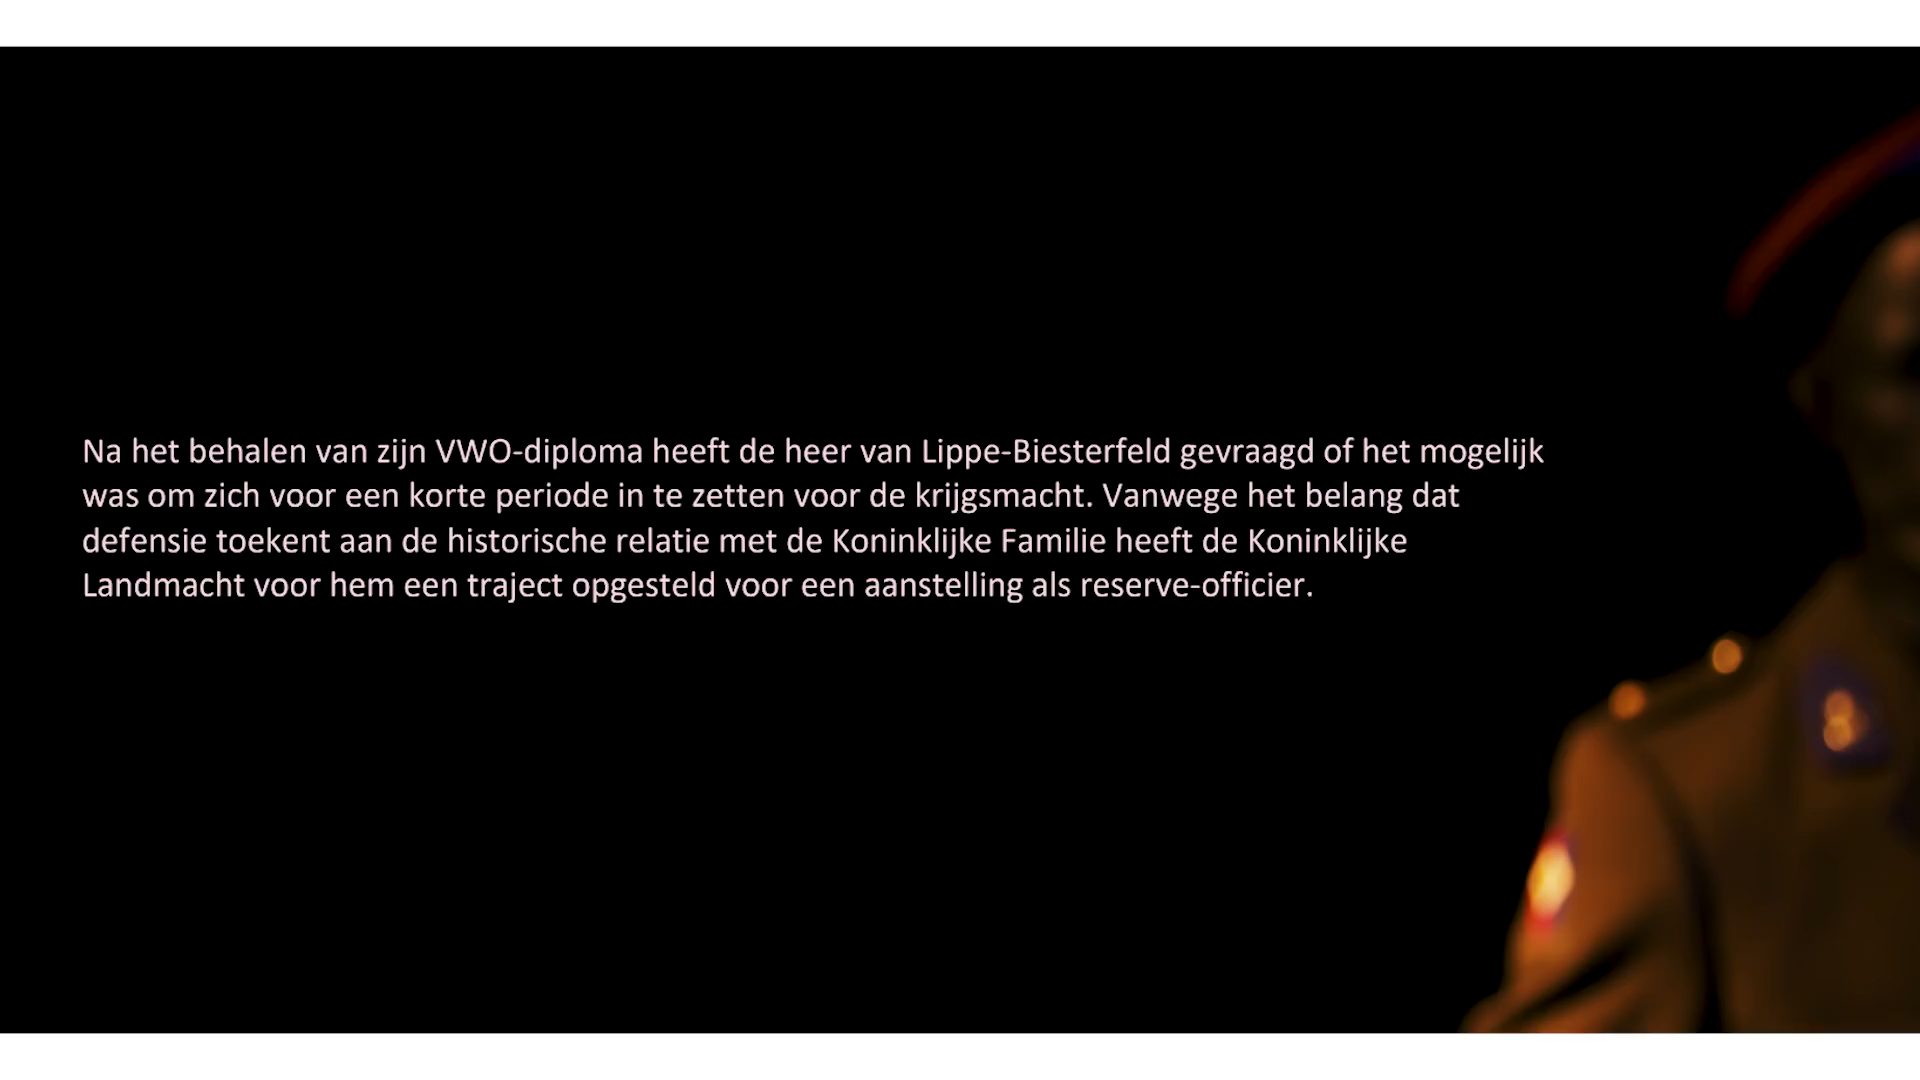 Na het behalen van zijn VWO-diploma heeft de heer van Lippe-Biesterfeld gevraagd of het mogelijk
was om zich voor een korte periode in te zetten voor de krijgsmacht. Vanwege het belang dat
defensie toekent aan de historische relatie met de Koninklijke Familie heeft de Koninklijke
Landmacht voor hem een traject opgesteld voor een aanstelling als reserve-officier.